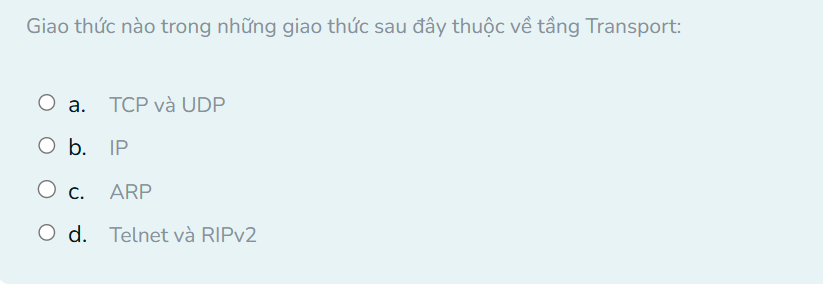 Giao thức nào trong những giao thức sau đây thuộc về tầng Transport:
a. TCP và UDP
b. IP
c. ARP
d. Telnet và RIPv2